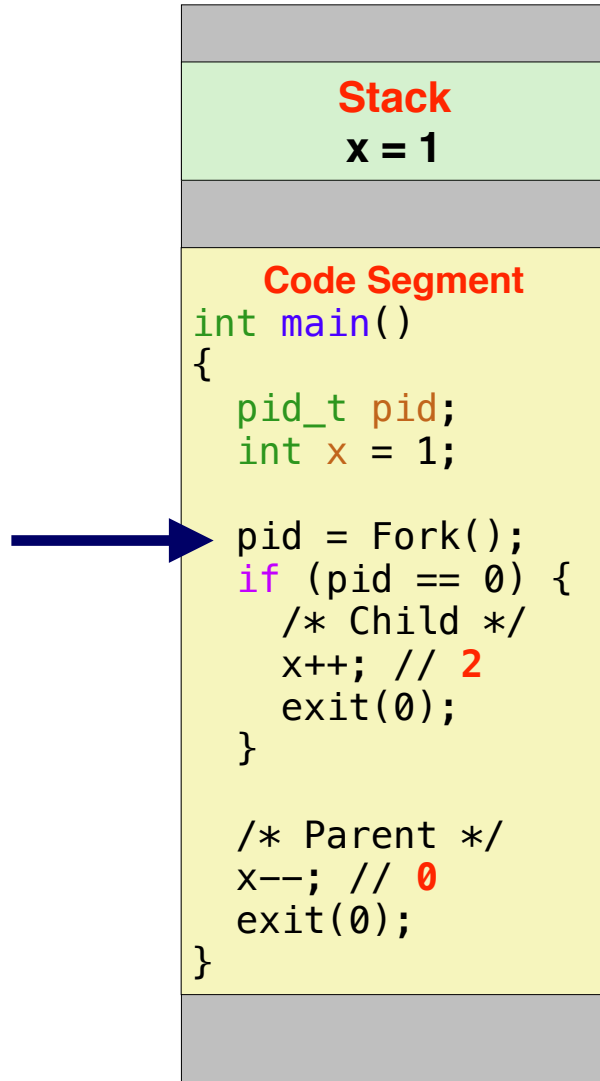 Stack
x = 1
Code Segment
int main()
{
  pid_t pid;
  int x = 1;

  pid = Fork();
  if (pid == 0) {
    /* Child */
    x++; // 2
    exit(0);
  }

  /* Parent */
  x--; // 0
  exit(0);
}